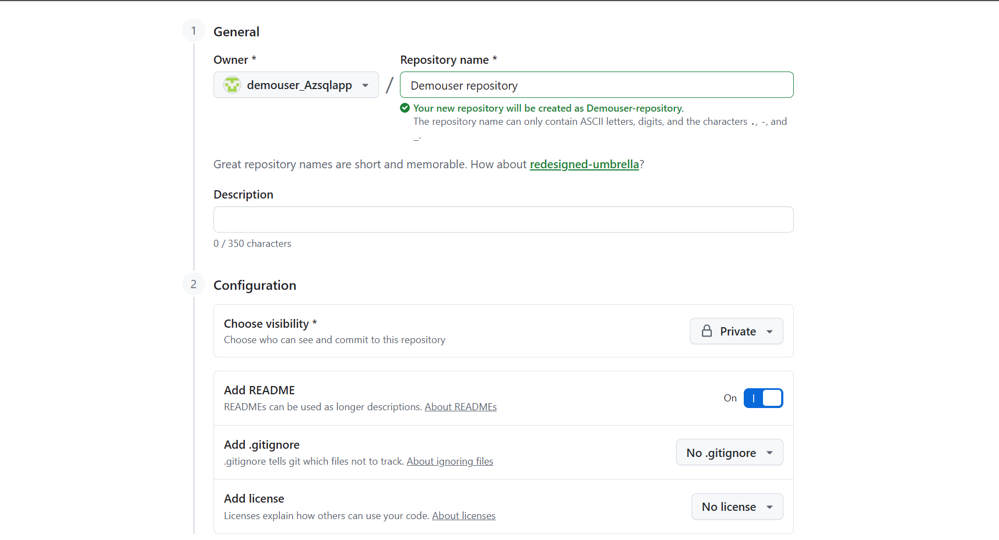 1
General
Owner *
Repository name *
demouser_Azsqlapp
/
Demouser repository
Your new repository will be created as Demouser-repository.
The repository name can only contain ASCII letters, digits, and the characters ., -, and
_.
Great repository names are short and memorable. How about redesigned-umbrella?
Description
0 / 350 characters
2
Configuration
Choose visibility *
Choose who can see and commit to this repository
Private
Add README
READMEs can be used as longer descriptions. About READMEs
On
Add .gitignore
.gitignore tells git which files not to track. About ignoring files
No .gitignore
Add license
Licenses explain how others can use your code. About licenses
No license